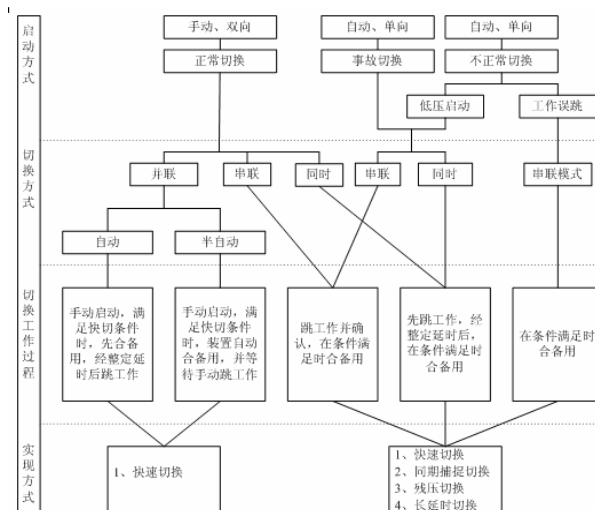 启动方式
手动、双向
自动、单向
自动、单向
正常切换
事故切换
不正常切换
低压启动
工作误跳
切换方式
并联
串联
同时
串联
同时
串联模式
自动
半自动
切换工作过程
手动启动，满
足快切条件
时，先合备
用，经整定延
时后跳工作
手动启动，满
足快切条件
时，装置自动
合备用，并等
待手动跳工作
跳工作并确
认，在条件满
足时合备用
先跳工作，经
整定延时后，
在条件满足
时合备用
在条件满足时
合备用
实现方式
1、快速切换
1、快速切换
2、同期捕捉切换
3、残压切换
4、长延时切换